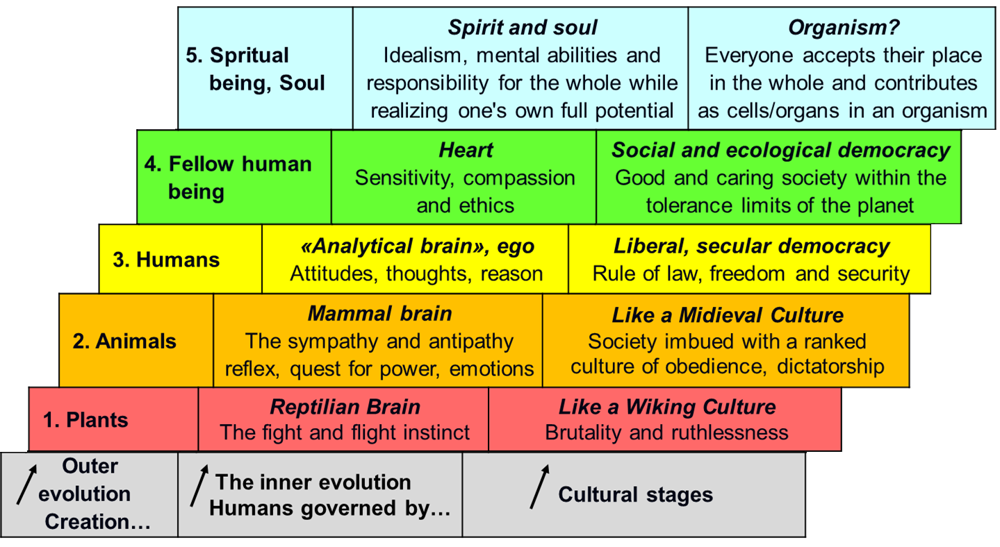 5. Spritual
being, Soul
Spirit and soul
Idealism, mental abilities and
responsibility for the whole while
realizing one's own full potential
Organism?
Everyone accepts their place
in the whole and contributes
as cells/organs in an organism
4. Fellow human
being
Heart
Sensitivity, compassion
and ethics
Social and ecological democracy
Good and caring society within the
tolerance limits of the planet
3. Humans
«Analytical brain», ego
Attitudes, thoughts, reason
Liberal, secular democracy
Rule of law, freedom and security
2. Animals
Mammal brain
The sympathy and antipathy
reflex, quest for power, emotions
Like a Midieval Culture
Society imbued with a ranked
culture of obedience, dictatorship
1. Plants
Reptilian Brain
The fight and flight instinct
Like a Wiking Culture
Brutality and ruthlessness
Outer
evolution
Creation…
The inner evolution
Humans governed by…
Cultural stages